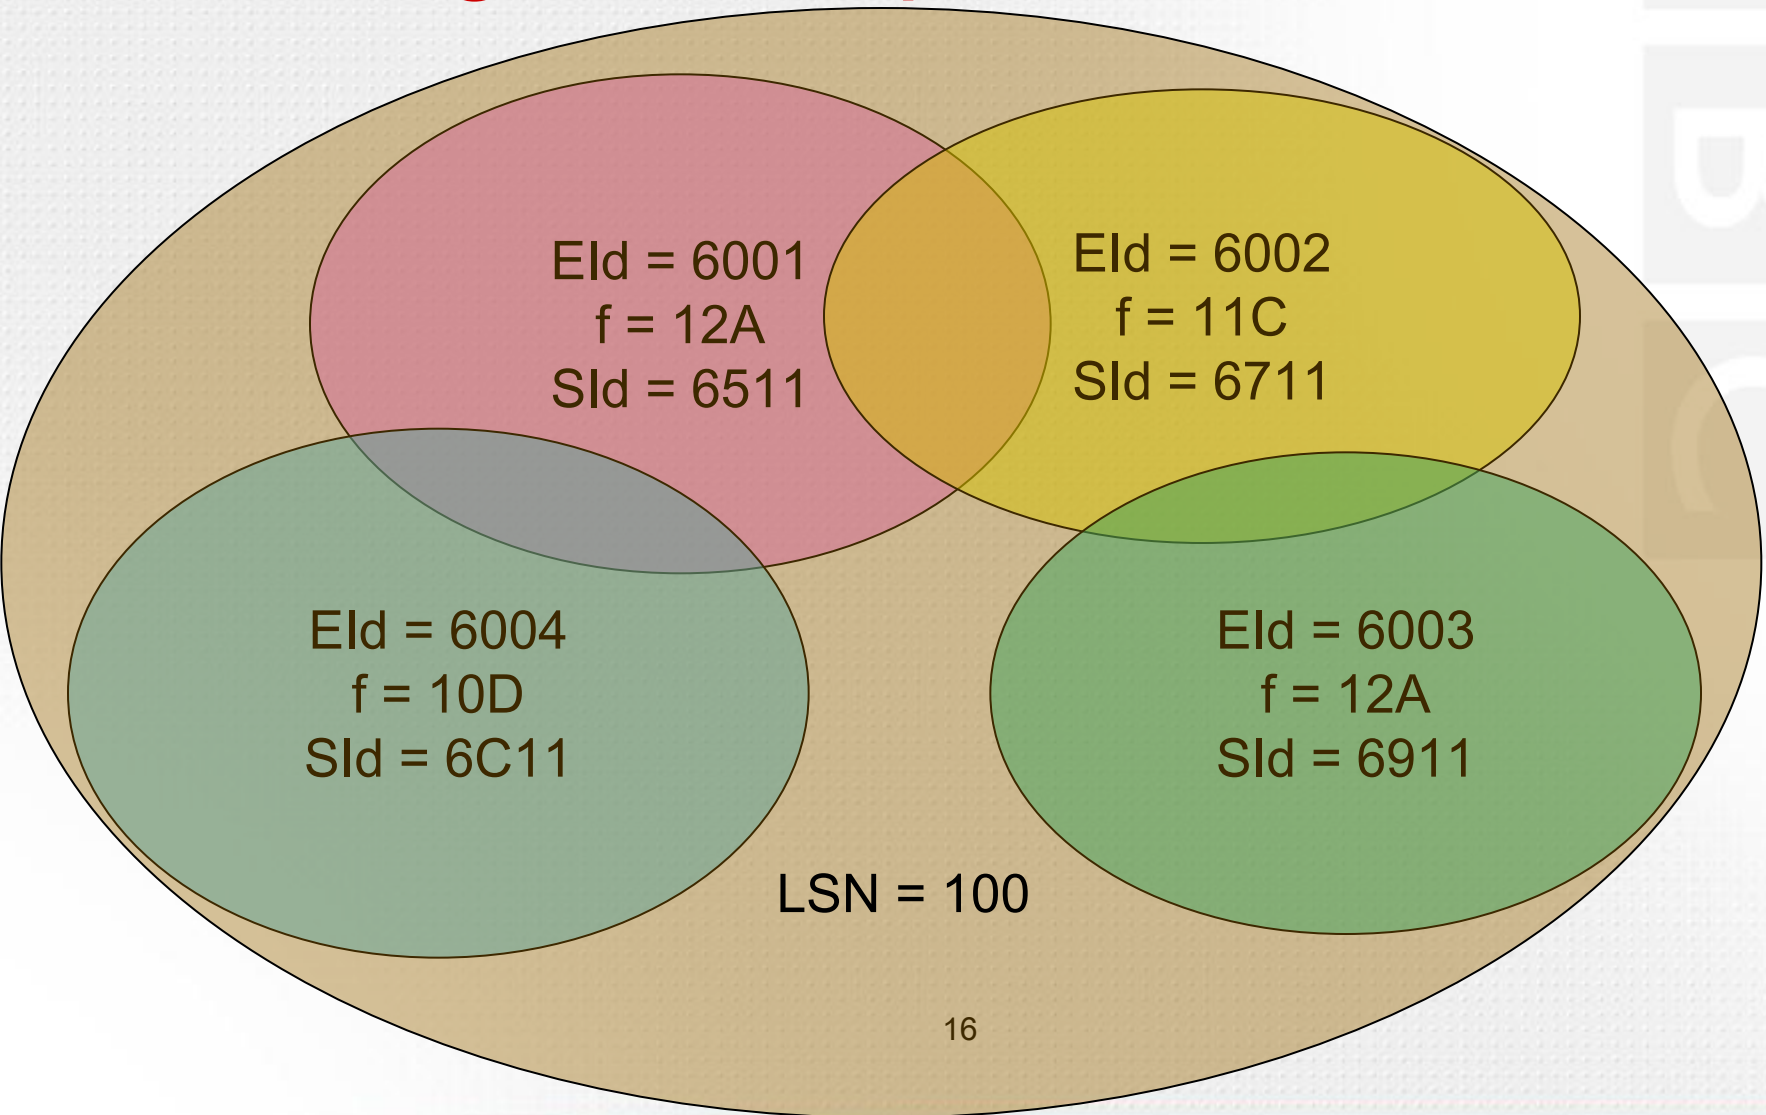 EId = 6001
f = 12A
SId = 6511
EId = 6002
f = 11C
SId = 6711
EId = 6004
f = 10D
SId = 6C11
EId = 6003
f = 12A
SId = 6911
LSN = 100
16